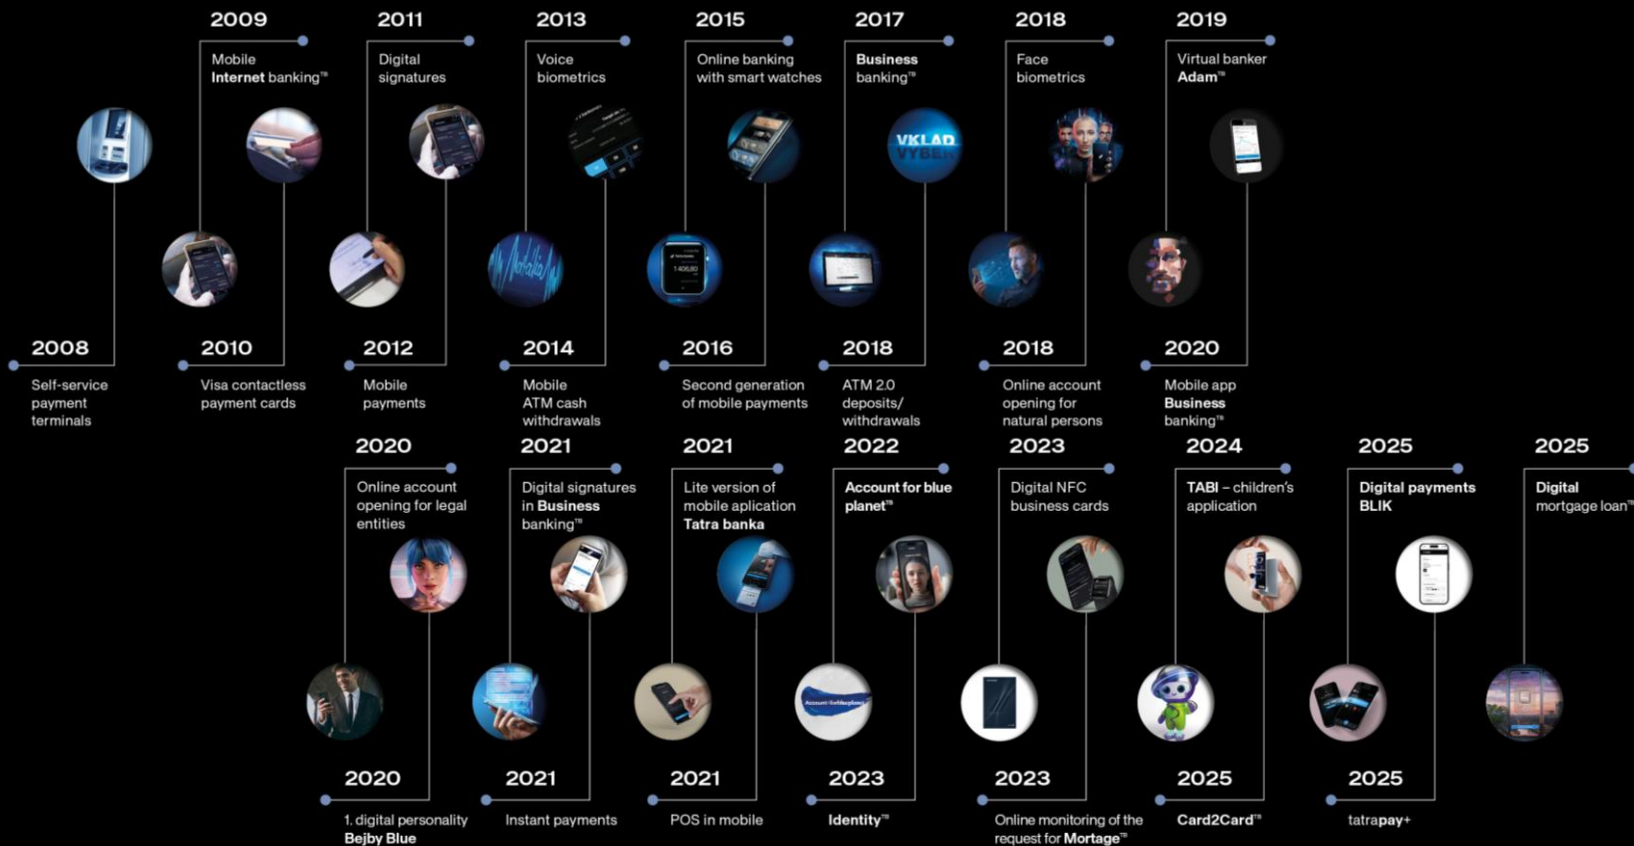 2009
Mobile
Internet banking™
2011
Digital
signatures
2013
Voice
biometrics
2015
Online banking
with smart watches
2017
Business
banking™
2018
Face
biometrics
2019
Virtual banker
Adam™
VKLAD
VYBER
Natália
1 406,80
2008
Self-service
payment
terminals
2010
Visa contactless
payment cards
2012
Mobile
payments
2014
Mobile
ATM cash
withdrawals
2016
Second generation
of mobile payments
2018
ATM 2.0
deposits/
withdrawals
2018
Online account
opening for
natural persons
2020
Mobile app
Business
banking™
2020
Online account
opening for legal
entities
2021
Digital signatures
in Business
banking™
2021
Lite version of
mobile aplication
Tatra banka
2022
Account for blue
planet™
2023
Digital NFC
business cards
2024
TABI – children's
application
2025
Digital payments
BLIK
2025
Digital
mortgage loan™
2020
1. digital personality
Bejby Blue
2021
Instant payments
2021
POS in mobile
2023
Identity™
2023
Online monitoring of the
request for Mortage™
2025
Card2Card™
2025
tatrapay+